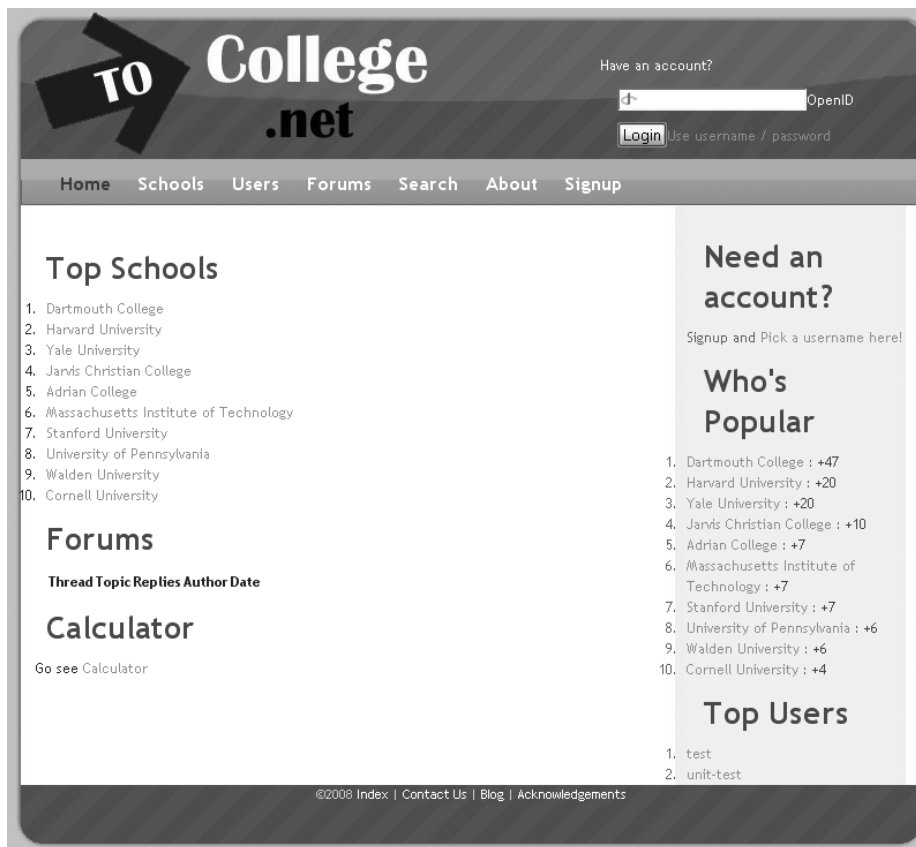 TO College
.net
Have an account?
OpenID
Login Use username / password
Home Schools Users Forums Search About Signup
Top Schools
1. Dartmouth College
2. Harvard University
3. Yale University
4. Jarvis Christian College
5. Adrian College
6. Massachusetts Institute of Technology
7. Stanford University
8. University of Pennsylvania
9. Walden University
10. Cornell University
Forums
Thread Topic Replies Author Date
Calculator
Go see Calculator
Need an
account?
Signup and Pick a username here!
Who's
Popular
1. Dartmouth College : +47
2. Harvard University : +20
3. Yale University : +20
4. Jarvis Christian College : +10
5. Adrian College : +7
6. Massachusetts Institute of
Technology : +7
7. Stanford University : +7
8. University of Pennsylvania : +6
9. Walden University : +6
10. Cornell University : +4
Top Users
1. test
2. unit-test
©2008 Index | Contact Us | Blog | Acknowledgements